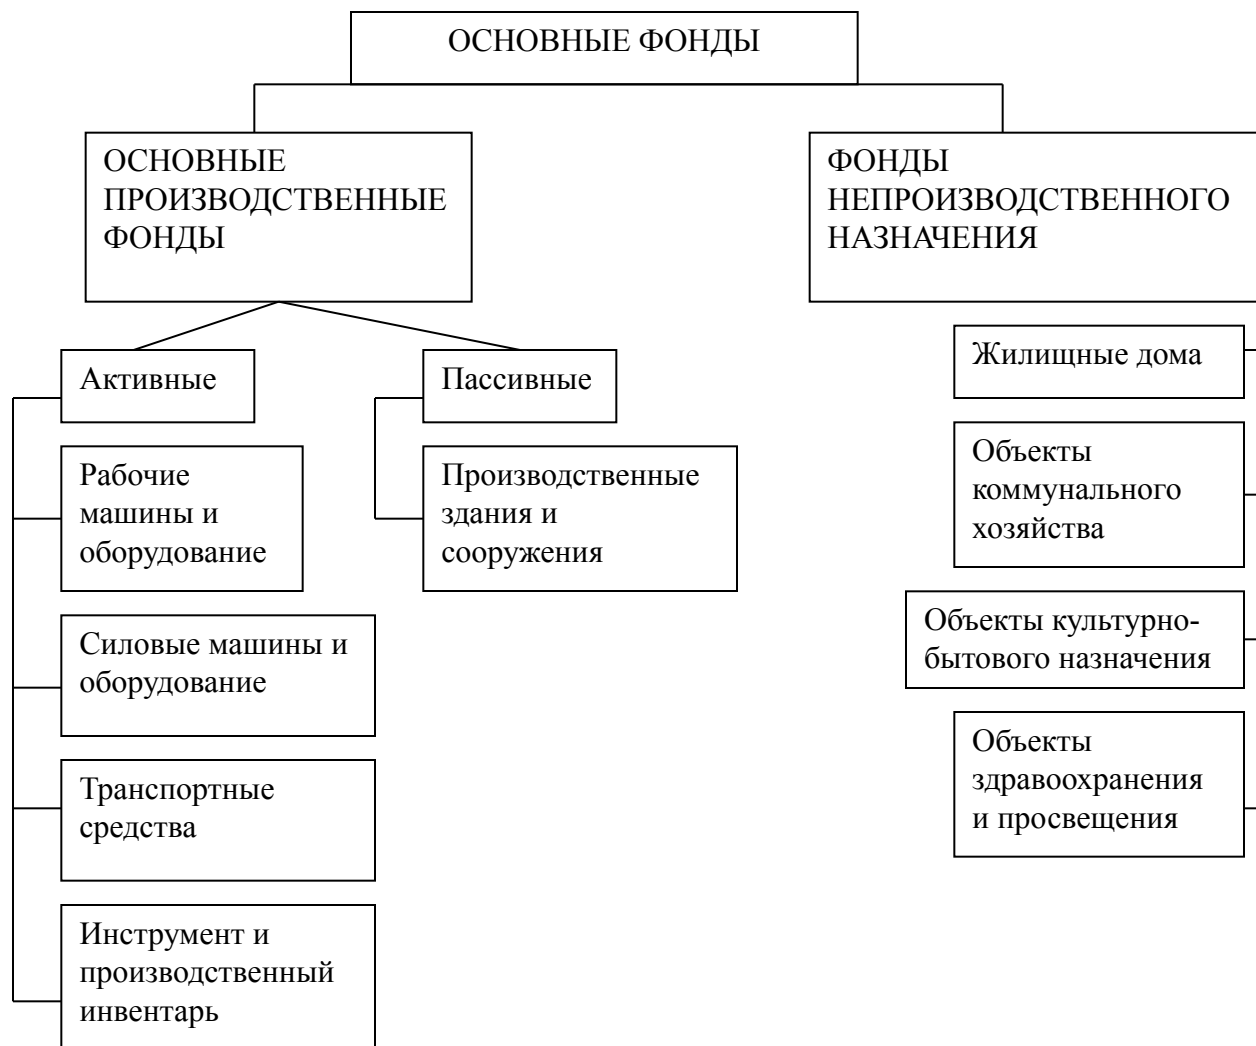 ОСНОВНЫЕ ФОНДЫ
ОСНОВНЫЕ
ПРОИЗВОДСТВЕННЫЕ
ФОНДЫ
ФОНДЫ
НЕПРОИЗВОДСТВЕННОГО
НАЗНАЧЕНИЯ
Активные
Рабочие
машины и
оборудование
Силовые машины и
оборудование
Транспортные
средства
Инструмент и
производственный
инвентарь
Пассивные
Производственные
здания и
сооружения
Жилищные дома
Объекты
коммунального
хозяйства
Объекты культурно-
бытового назначения
Объекты
здравоохранения
и просвещения